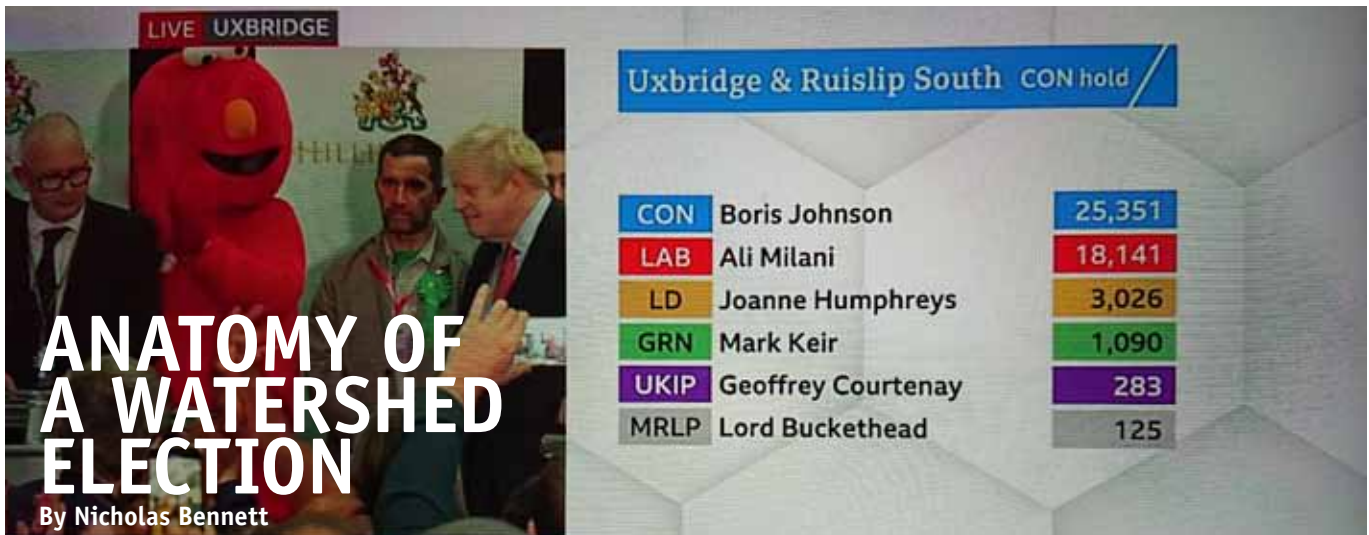 LIVE UXBRIDGE
HILLI
ANATOMY OF
A WATERSHED
ELECTION
By Nicholas Bennett
Uxbridge & Ruislip South CON hold
CON Boris Johnson 25,351
LAB Ali Milani 18,141
LD Joanne Humphreys 3,026
GRN Mark Keir 1,090
UKIP Geoffrey Courtenay 283
MRLP Lord Buckethead 125